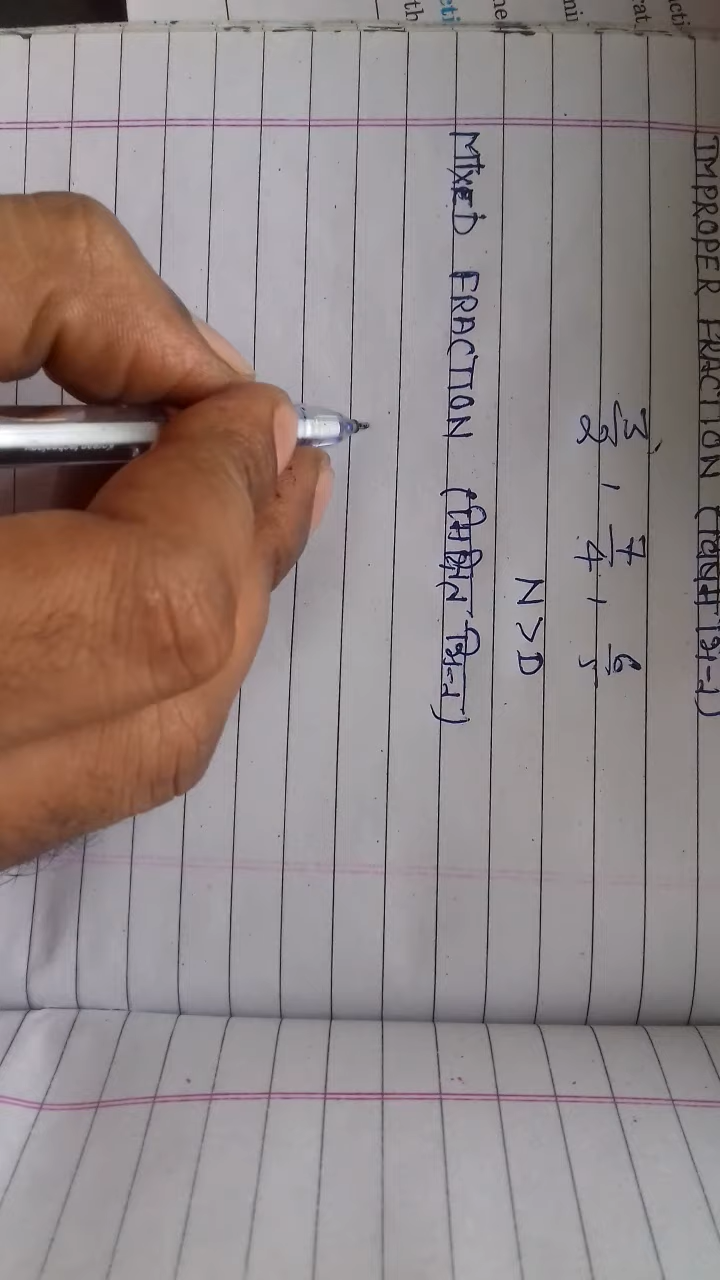 IMPROPER FRACTION (विषम भिन्न)
3/2, 7/4, 6/5
N>D
MIXED FRACTION (मिश्रित भिन्न)